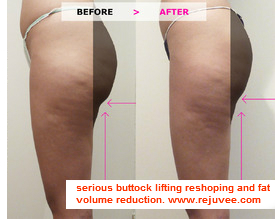 BEFORE > AFTER
serious buttock lifting reshoping and fat
volume reduction. www.rejuvee.com